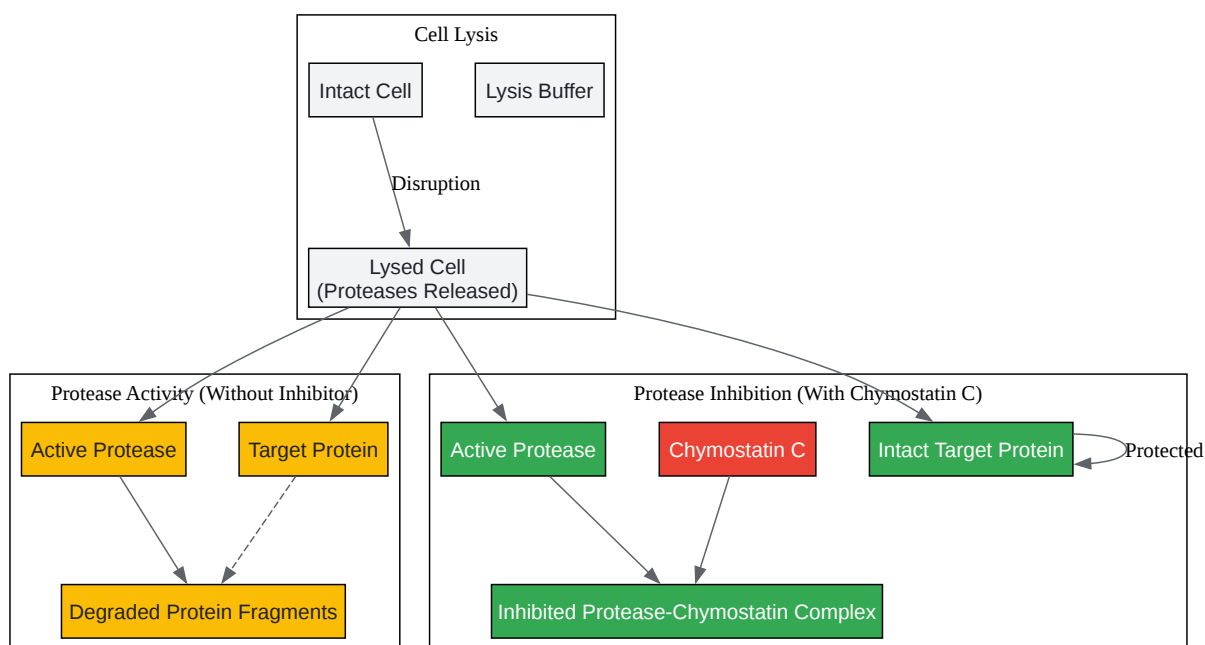 Cell Lysis
Intact Cell
Lysis Buffer
Disruption
Lysed Cell
(Proteases Released)
Protease Activity (Without Inhibitor)
Active Protease
Target Protein
Degraded Protein Fragments
Protease Inhibition (With Chymostatin C)
Active Protease
Chymostatin C
Intact Target Protein
Protected
Inhibited Protease-Chymostatin Complex